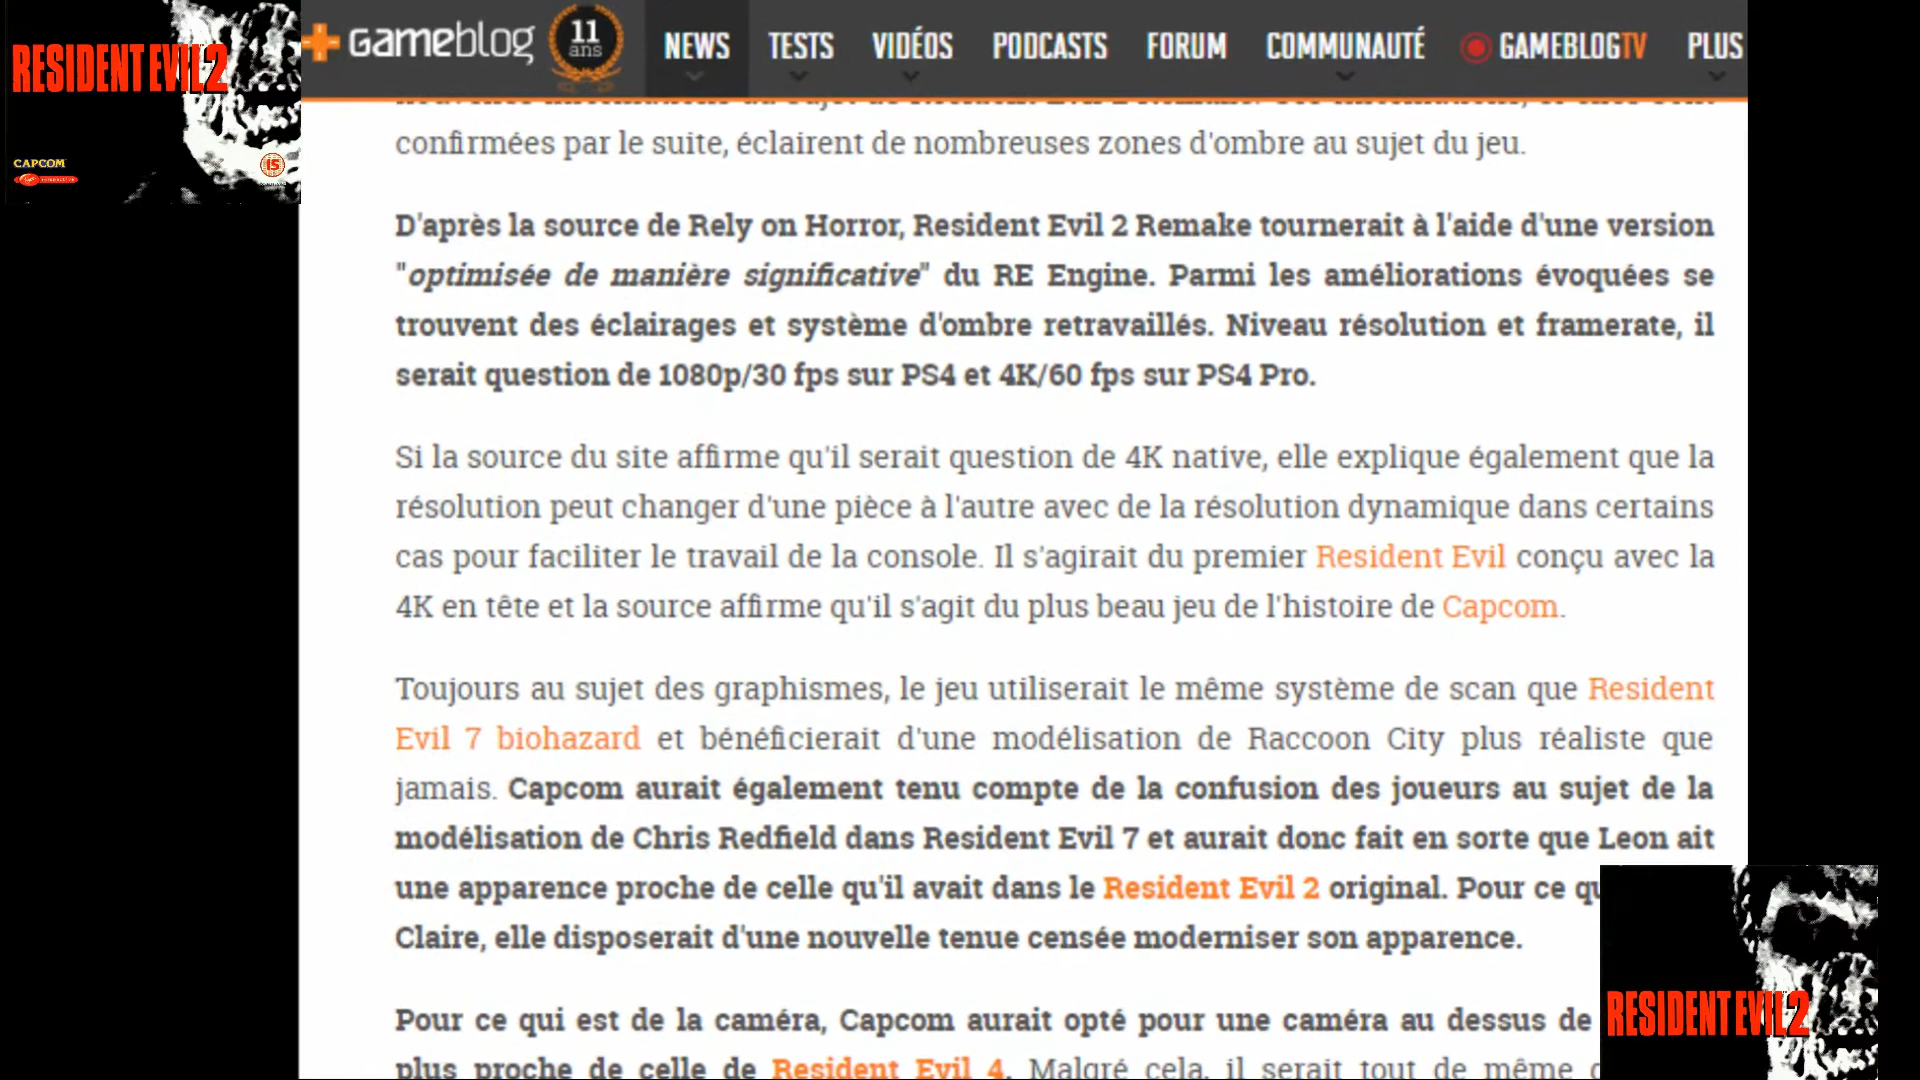 RESIDENT EVIL 2
CAPCOM
15
gameblog
11
ans
NEWS TESTS VIDÉOS PODCASTS FORUM COMMUNAUTÉ GAMEBLOGTV PLUS
confirmées par le suite, éclairent de nombreuses zones d'ombre au sujet du jeu.
D'après la source de Rely on Horror, Resident Evil 2 Remake tournerait à l'aide d'une version
"optimisée de manière significative" du RE Engine. Parmi les améliorations évoquées se
trouvent des éclairages et système d'ombre retravaillés. Niveau résolution et framerate, il
serait question de 1080p/30 fps sur PS4 et 4K/60 fps sur PS4 Pro.
Si la source du site affirme qu'il serait question de 4K native, elle explique également que la
résolution peut changer d'une pièce à l'autre avec de la résolution dynamique dans certains
cas pour faciliter le travail de la console. Il s'agirait du premier Resident Evil conçu avec la
4K en tête et la source affirme qu'il s'agit du plus beau jeu de l'histoire de Capcom.
Toujours au sujet des graphismes, le jeu utiliserait le même système de scan que Resident
Evil 7 biohazard et bénéficierait d'une modélisation de Raccoon City plus réaliste que
jamais. Capcom aurait également tenu compte de la confusion des joueurs au sujet de la
modélisation de Chris Redfield dans Resident Evil 7 et aurait donc fait en sorte que Leon ait
une apparence proche de celle qu'il avait dans le Resident Evil 2 original. Pour ce
Claire, elle disposerait d'une nouvelle tenue censée moderniser son apparence.
Pour ce qui est de la caméra, Capcom aurait opté pour une caméra au dessus de
plus proche de celle de Resident Evil 4. Malgré cela, il serait tout de même
RESIDENT EVIL 2